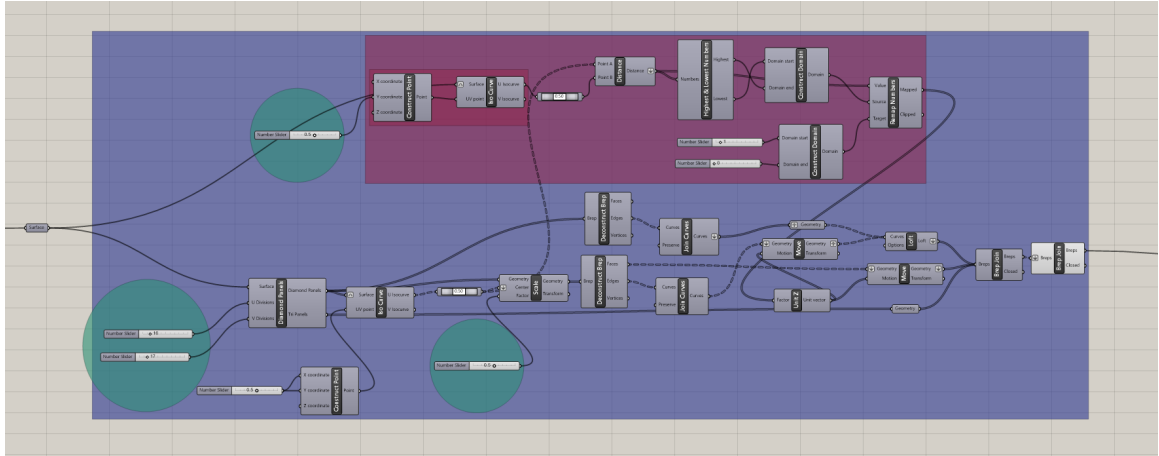 Point A
Point B
Distance
Distance
Numbers
Highest & Lowest Numbers
Highest
Lowest
Domain start
Domain end
Construct Domain
Domain
Value
Source
Target
Remap Numbers
Mapped
Clipped
X coordinate
Y coordinate
Z coordinate
Construct Point
Point
Surface
UV point
Iso Curve
U isocurve
V isocurve
Number Slider
0.5
Number Slider
Number Slider
Domain start
Domain end
Construct Domain
Domain
Surface
Brep
Deconstruct Brep
Faces
Edges
Vertices
Curves
Preserve
Join Curves
Curves
Geometry
Geometry
Motion
Move
Geometry
Transform
Curves
Options
Loft
Loft
Breps
Brep Join
Breps
Closed
Breps
Brep Join
Breps
Closed
Surface
U Divisions
V Divisions
Diamond Panels
Diamond Panels
Tri Panels
Surface
UV point
Iso Curve
U isocurve
V isocurve
Geometry
Center
Factor
Scale
Geometry
Transform
Brep
Deconstruct Brep
Faces
Edges
Vertices
Curves
Preserve
Join Curves
Curves
Factor
Unit Z
Unit vector
Geometry
Motion
Move
Geometry
Transform
Geometry
Number Slider
Number Slider
Number Slider
0.5
Number Slider
0.5
X coordinate
Y coordinate
Z coordinate
Construct Point
Point